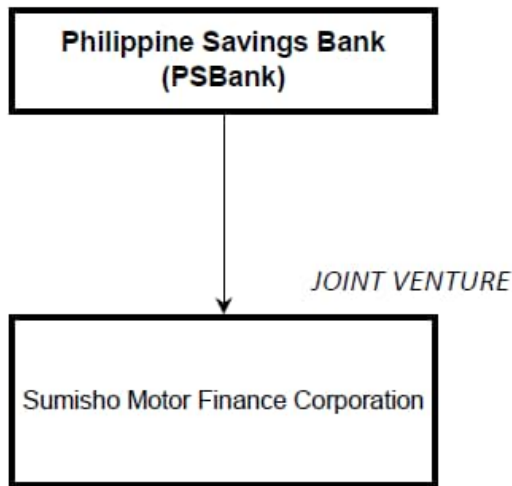 Philippine Savings Bank
(PSBank)
JOINT VENTURE
Sumisho Motor Finance Corporation